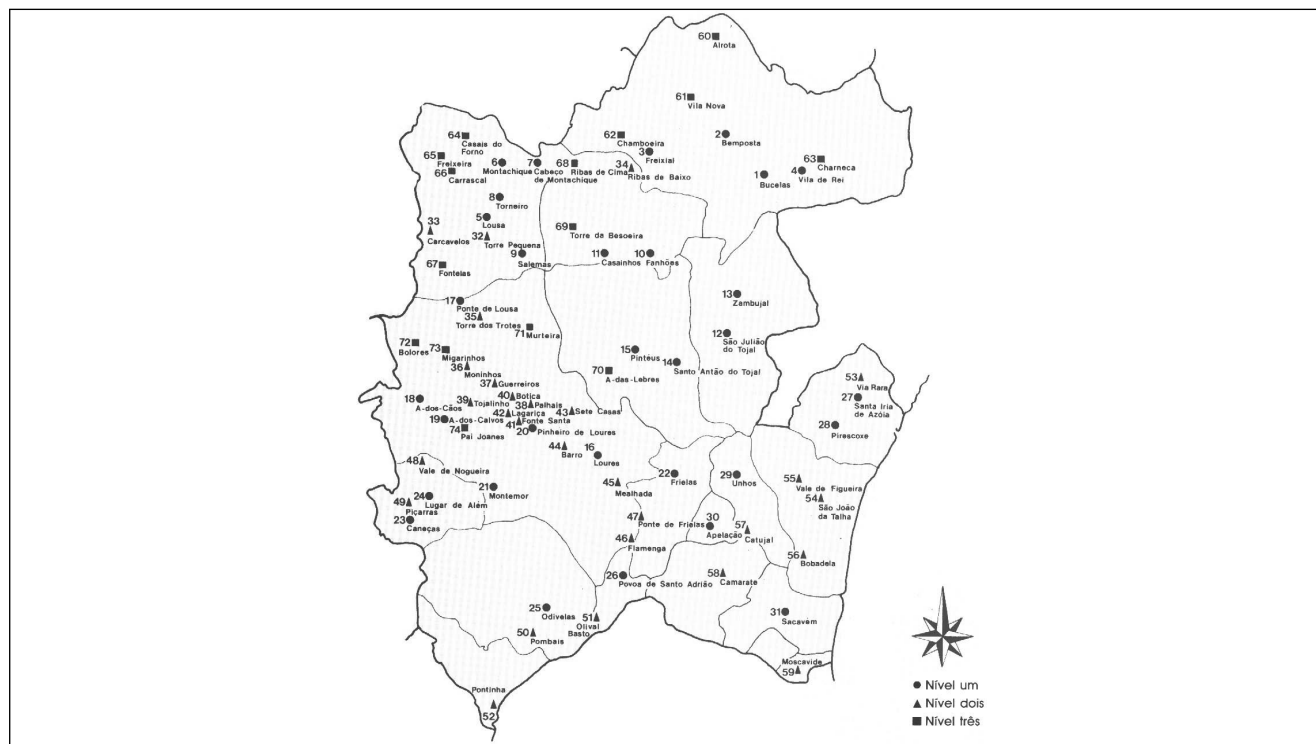 60
Alrota
61
Vila Nova
62
Chamboeira
2
Bemposta
3
Freixial
63
Charneca
64
Casais do
Forno
65
Freixeira
66
Carrascal
6
Montachique
7
Cabeço
de Montachique
68
Ribas de Cima
34
Ribas de Baixo
1
Bucelas
4
Vila de Rei
8
Torneiro
5
Lousa
33
Carcavelos
32
Torre Pequena
69
Torre da Besoeira
9
Salemas
11
Casainhos
10
Fanhões
67
Fontelas
13
Zambujal
17
Ponte de Lousa
35
Torre dos Trotes
71
Murteira
12
São Julião
do Tojal
72
Bolores
73
Migarinhos
15
Pintéus
14
Santo Antão do Tojal
36
Moninhos
70
A-das-Lebres
37
Guerreiros
53
Via Rara
27
Santa Iria
de Azóia
18
A-dos-Cãos
39
Tojalinho
40
Botica
38
Palhais
42
Lagariça
43
Sete Casas
19
A-dos-Calvos
41
Fonte Santa
28
Pirescoxe
74
Pai Joanes
20
Pinheiro de Loures
44
Barro
16
Loures
48
Vale de Nogueira
22
Frielas
29
Unhos
55
Vale de Figueira
45
Mealhada
21
Montemor
54
São João
da Talha
24
Lugar de Além
49
Piçarras
23
Caneças
47
Ponte de Frielas
30
Apelação
57
Catujal
46
Flamenga
56
Bobadela
26
Povoa de Santo Adrião
58
Camarate
25
Odivelas
51
Olival
Basto
31
Sacavém
50
Pombais
Moscavide
59
Pontinha
52
Nível um
Nível dois
Nível três